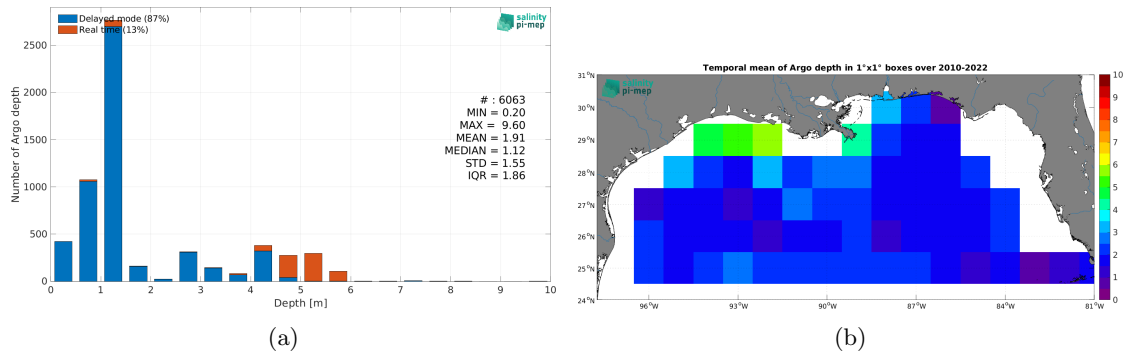 Delayed mode (87%)
Real time (13%)
salinity
pi-mep
# : 6063
MIN = 0.20
MAX = 9.60
MEAN = 1.91
MEDIAN = 1.12
STD = 1.55
IQR = 1.86
Number of Argo depth
2500
2000
1500
1000
500
0
0 1 2 3 4 5 6 7 8 9 10
Depth [m]
(a)
Temporal mean of Argo depth in 1°x1° boxes over 2010-2022
salinity
pi-mep
31°N
30°N
29°N
28°N
27°N
26°N
25°N
24°N
96°W 93°W 90°W 87°W 84°W 81°W
10
9
8
7
6
5
4
3
2
1
0
(b)